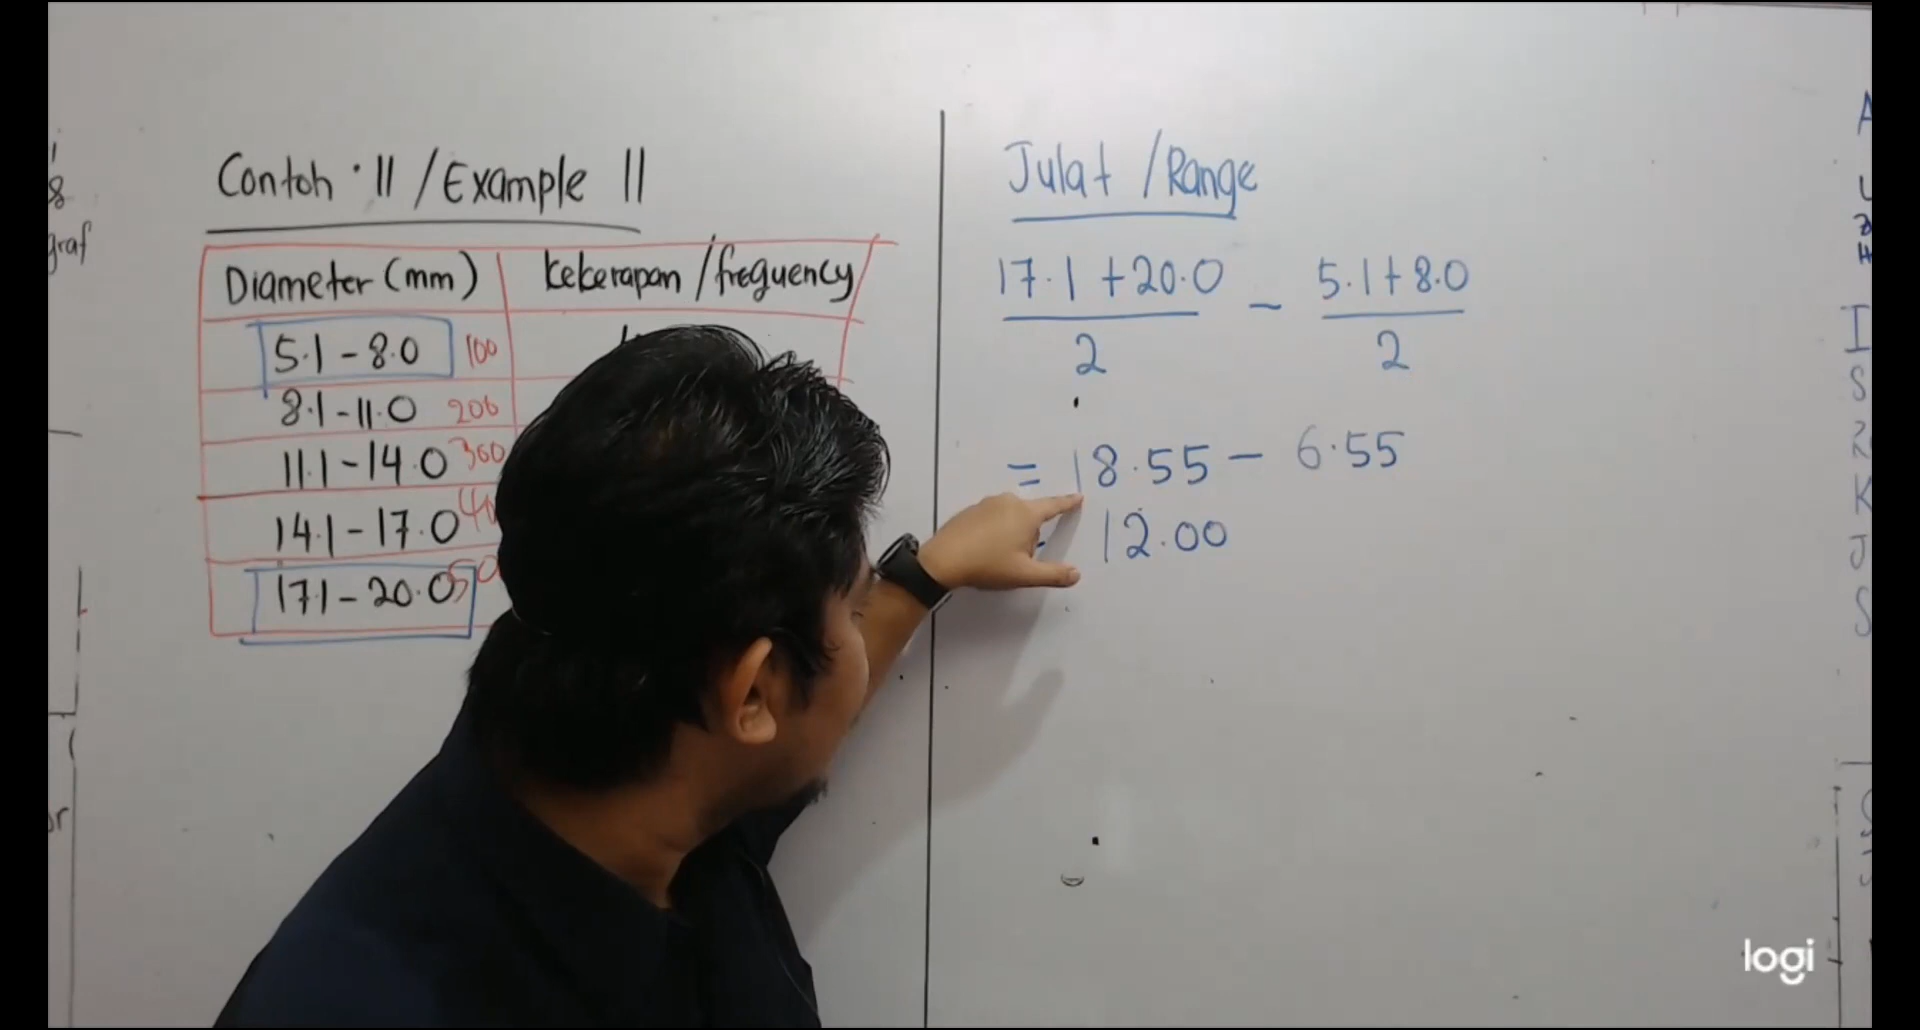 graf
Contoh · 11 / Example 11
Diameter (mm) kekerapan / frequency
5.1 - 8.0 100
8.1 - 11.0 200
11.1 - 14.0 300
14.1 - 17.0
17.1 - 20.0
Julat / Range
17.1 + 20.0 / 2 - 5.1 + 8.0 / 2
= 18.55 - 6.55
12.00
logi